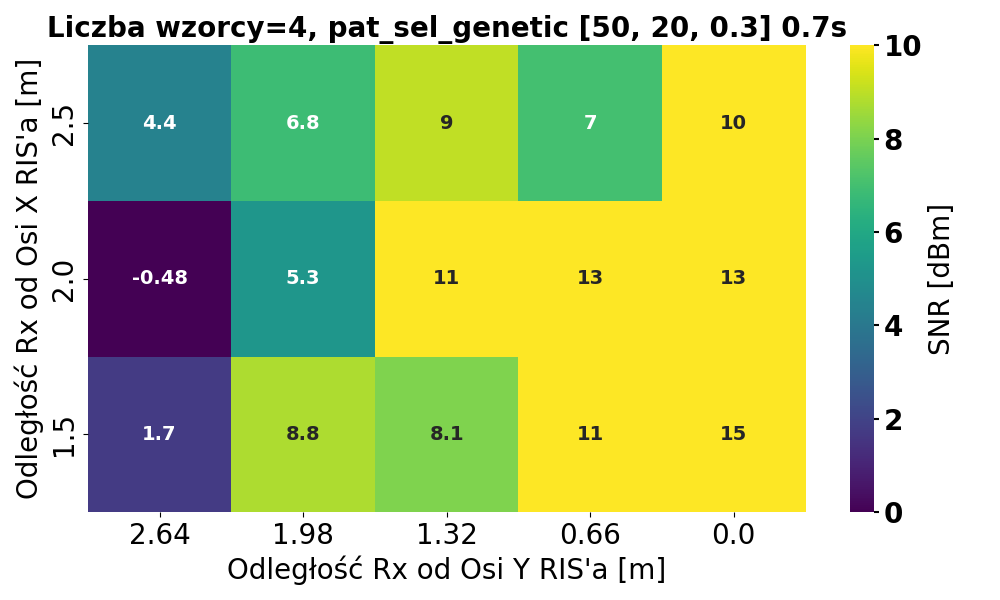 Liczba wzorcy=4, pat_sel_genetic [50, 20, 0.3] 0.7s
Odległość Rx od Osi X RIS'a [m]
2.5
4.4 6.8 9 7 10
2.0
-0.48 5.3 11 13 13
1.5
1.7 8.8 8.1 11 15
2.64 1.98 1.32 0.66 0.0
Odległość Rx od Osi Y RIS'a [m]
10
8
6
4
2
0
SNR [dBm]